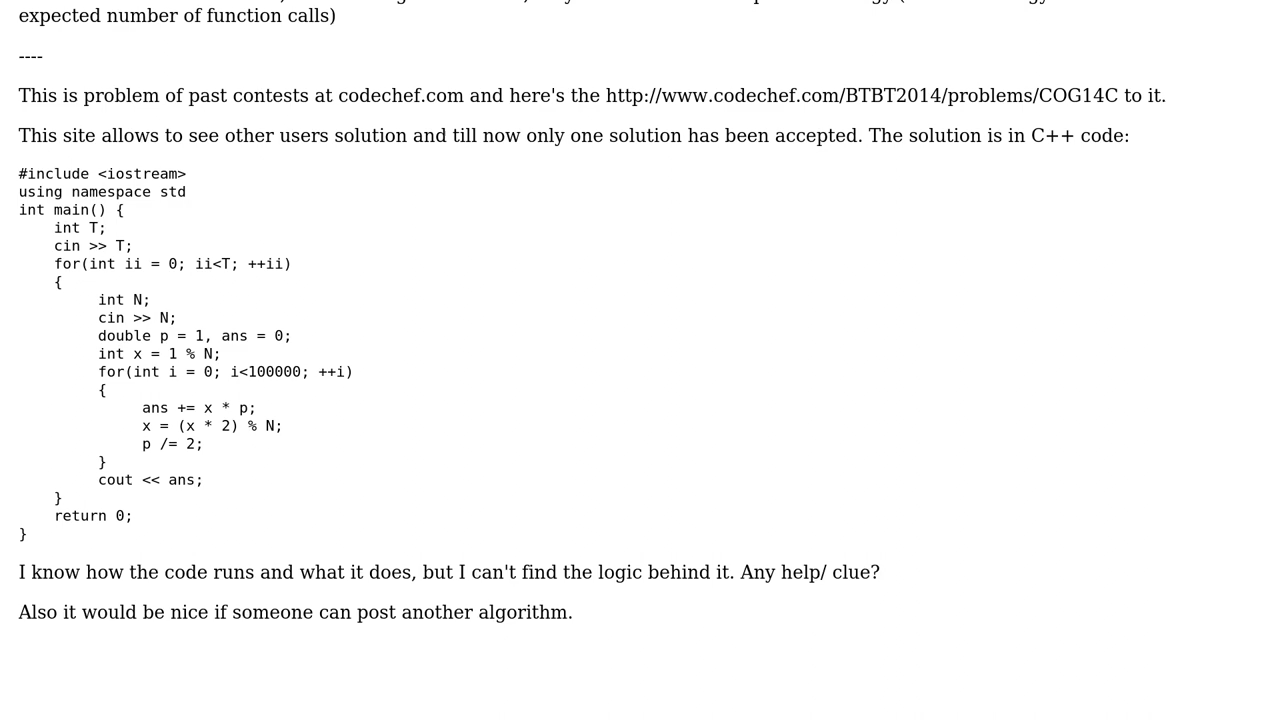 expected number of function calls)
----
This is problem of past contests at codechef.com and here's the http://www.codechef.com/BTBT2014/problems/COG14C to it.
This site allows to see other users solution and till now only one solution has been accepted. The solution is in C++ code:
#include <iostream>
using namespace std
int main() {
    int T;
    cin >> T;
    for(int ii = 0; ii<T; ++ii)
    {
         int N;
         cin >> N;
         double p = 1, ans = 0;
         int x = 1 % N;
         for(int i = 0; i<100000; ++i)
         {
              ans += x * p;
              x = (x * 2) % N;
              p /= 2;
         }
         cout << ans;
    }
    return 0;
}
I know how the code runs and what it does, but I can't find the logic behind it. Any help/ clue?
Also it would be nice if someone can post another algorithm.